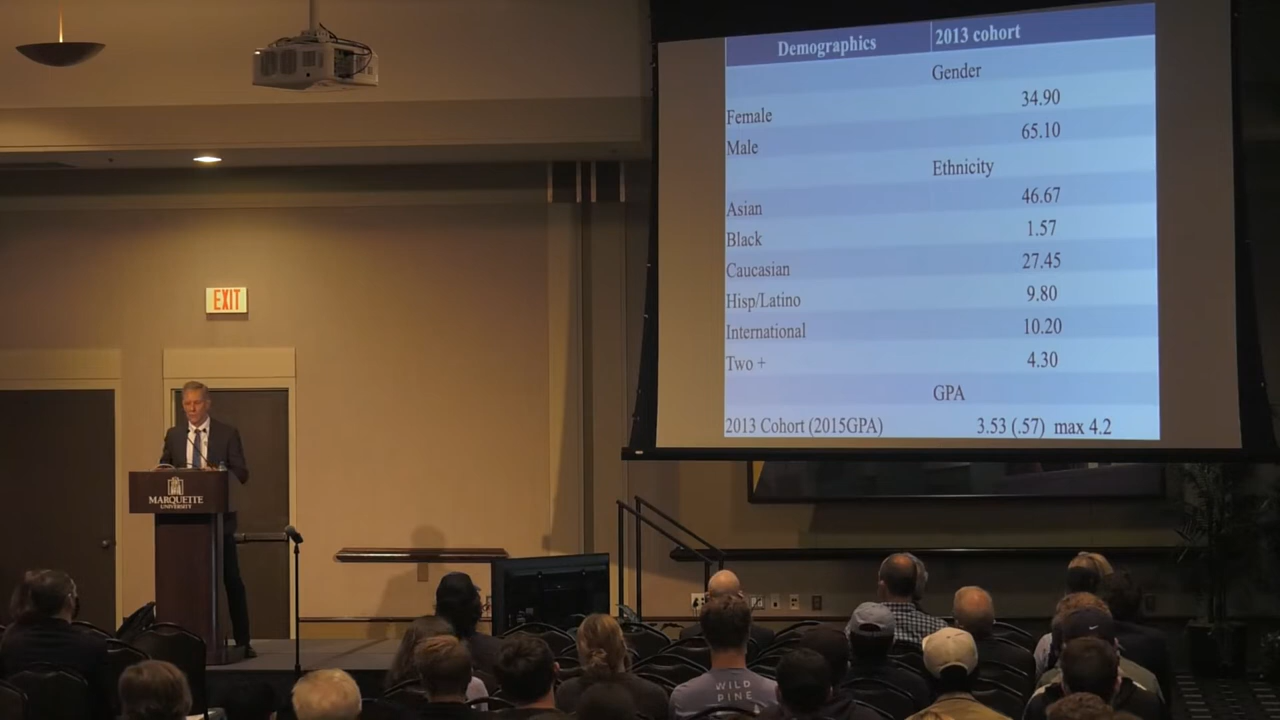 Demographics 2013 cohort
Gender
Female 34.90
Male 65.10
Ethnicity
Asian 46.67
Black 1.57
Caucasian 27.45
Hisp/Latino 9.80
International 10.20
Two + 4.30
GPA
2013 Cohort (2015GPA) 3.53 (.57) max 4.2
EXIT
MARQUETTE
UNIVERSITY
WILD
PINE